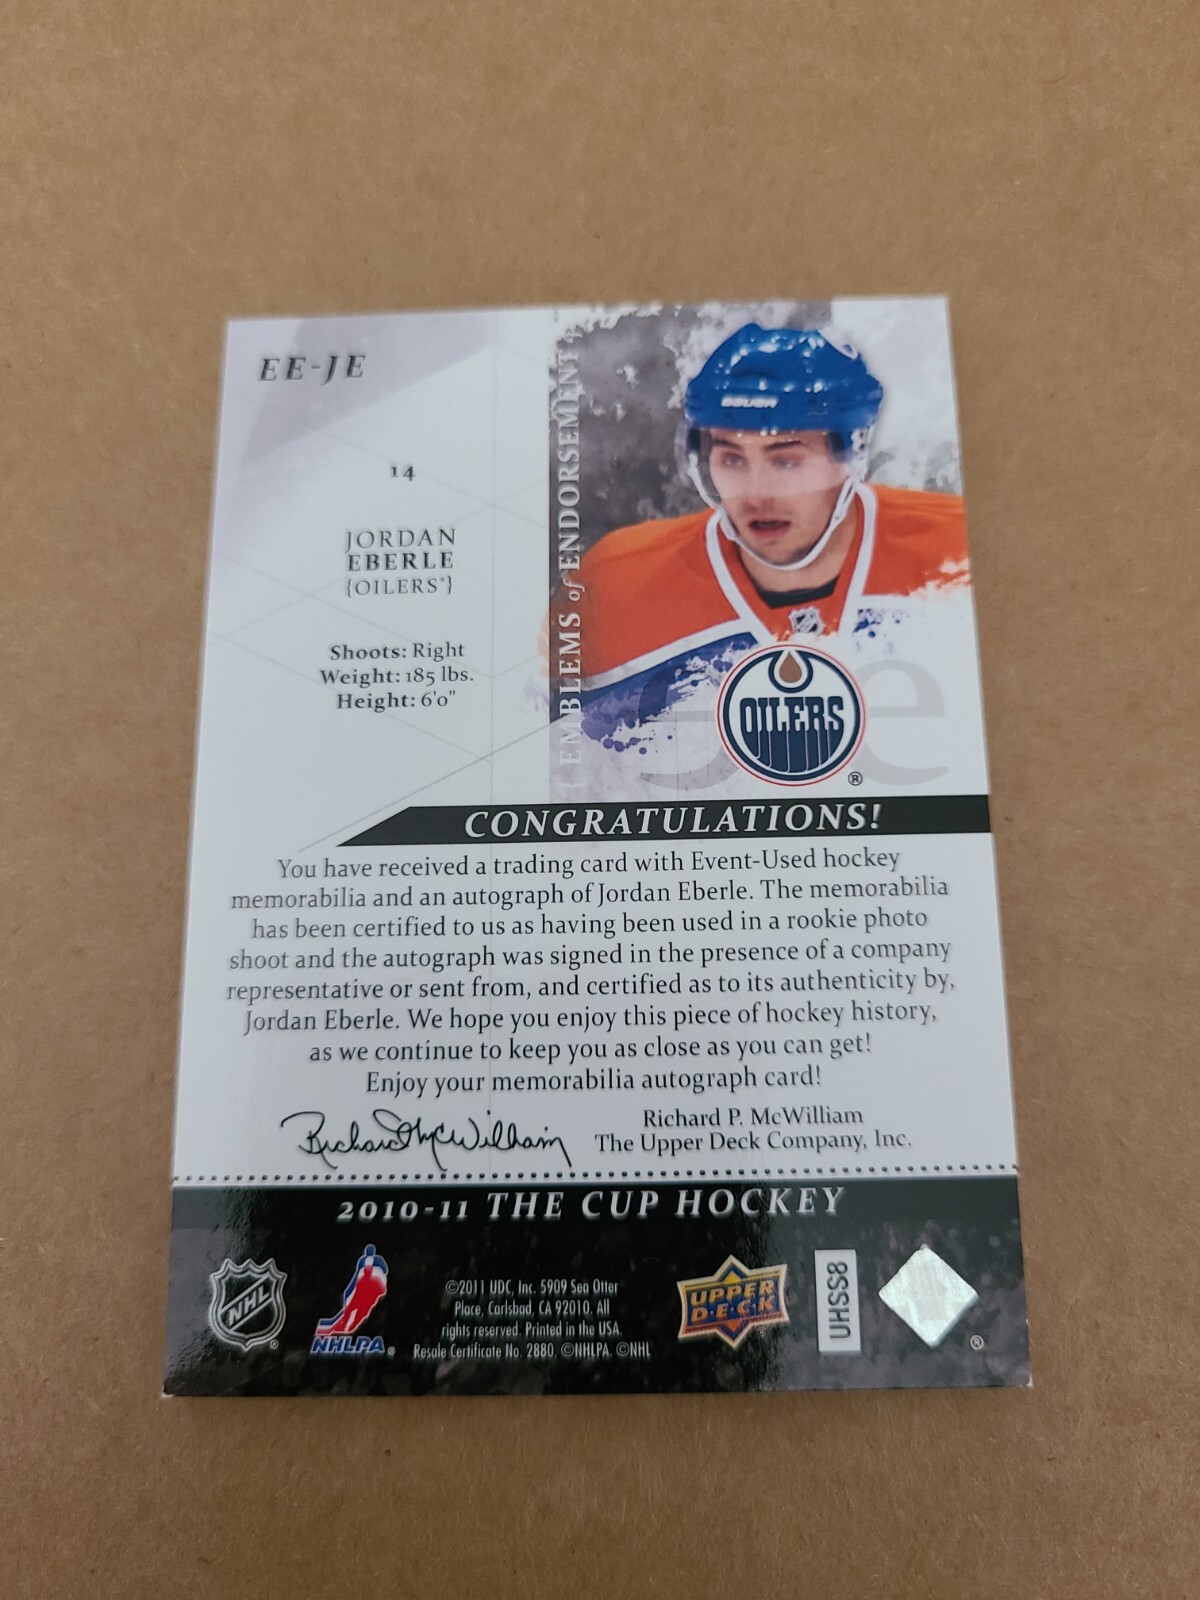 EE-JE
14
JORDAN
EBERLE
{OILERS®}
Shoots: Right
Weight: 185 lbs.
Height: 6'0"
EMBLEMS of ENDORSEMENT
BAUER
NHL
ee
OILERS
®
CONGRATULATIONS!
You have received a trading card with Event-Used hockey
memorabilia and an autograph of Jordan Eberle. The memorabilia
has been certified to us as having been used in a rookie photo
shoot and the autograph was signed in the presence of a company
representative or sent from, and certified as to its authenticity by,
Jordan Eberle. We hope you enjoy this piece of hockey history,
as we continue to keep you as close as you can get!
Enjoy your memorabilia autograph card!
Richard McWilliam
Richard P. McWilliam
The Upper Deck Company, Inc.
2010-11 THE CUP HOCKEY
NHL ®
NHLPA ®
©2011 UDC, Inc. 5909 Sea Otter
Place, Carlsbad, CA 92010. All
rights reserved. Printed in the USA.
Resale Certificate No. 2880. ©NHLPA. ©NHL
UPPER
DECK
UHSS8
®